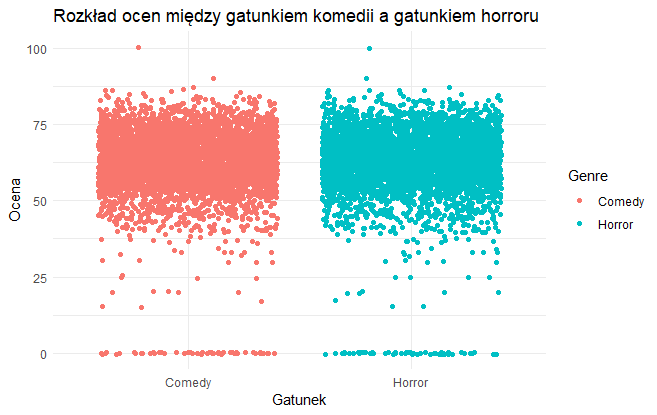 Rozkład ocen między gatunkiem komedii a gatunkiem horroru
100
75
50
25
0
Ocena
Comedy
Horror
Gatunek
Genre
Comedy
Horror